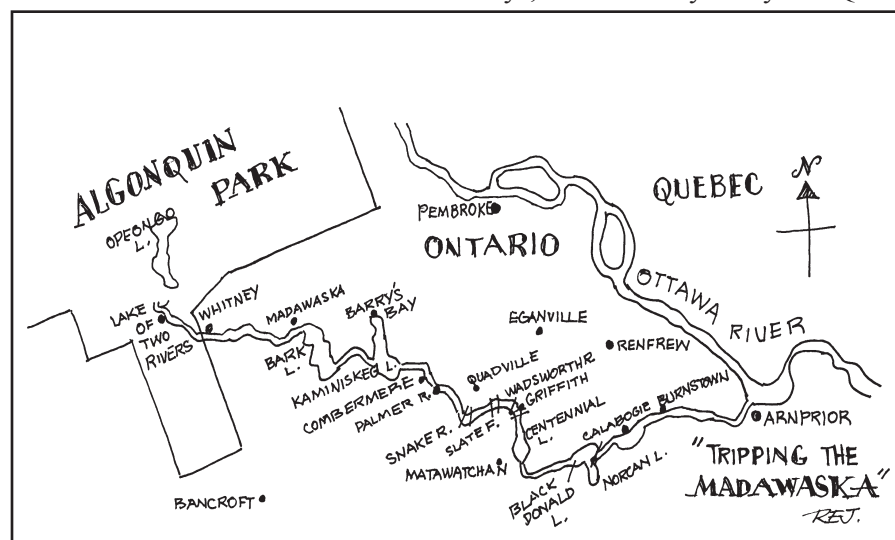 ALGONQUIN
PARK
OPEONGO
L.
PEMBROKE
QUEBEC
N
ONTARIO
OTTAWA
RIVER
LAKE
OF
TWO
RIVERS
WHITNEY
MADAWASKA
BARRY'S
BAY
BARK
L.
EGANVILLE
RENFREW
KAMINISKEG L.
COMBERMERE
PALMER R.
QUADVILLE
WADSWORTHR
GRIFFITH
SNAKE R.
SLATE F.
CENTENNIAL
L.
CALABOGIE
BURNSTOWN
ARNPRIOR
MATAWATCHAN
BLACK
DONALD
L.
NORCAN L.
BANCROFT
"TRIPPING THE
MADAWASKA"
REJ.